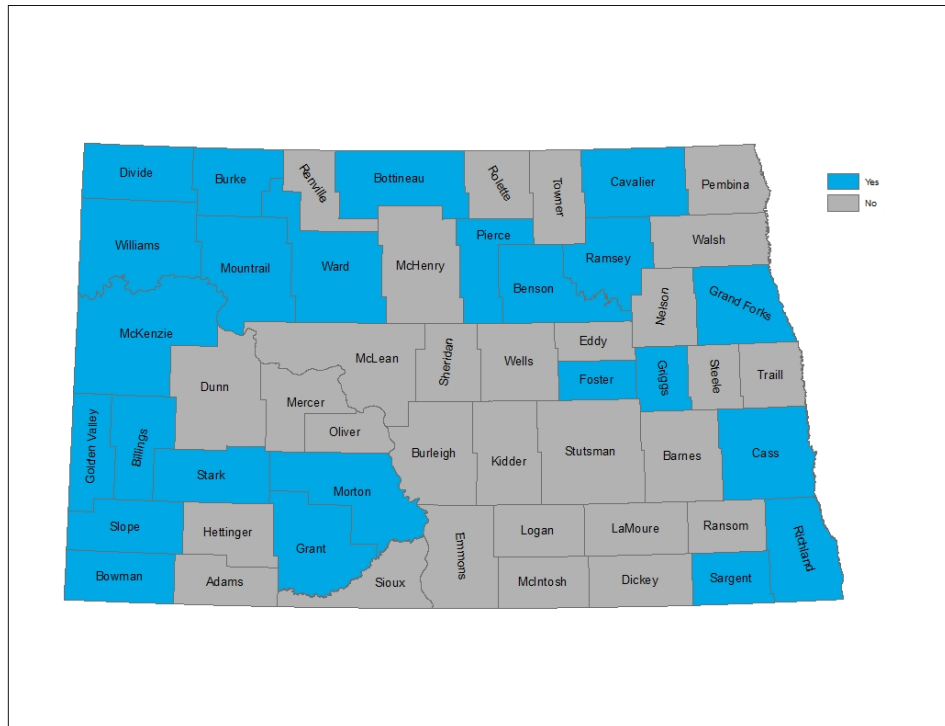 Divide
Burke
Renville
Bottineau
Rolette
Towner
Cavalier
Pembina
Yes
No
Williams
Mountrail
Ward
McHenry
Pierce
Benson
Ramsey
Walsh
Nelson
Grand Forks
McKenzie
Dunn
McLean
Mercer
Oliver
Sheridan
Wells
Eddy
Foster
Griggs
Steele
Traill
Golden Valley
Billings
Stark
Morton
Burleigh
Kidder
Stutsman
Barnes
Cass
Slope
Hettinger
Grant
Emmons
Logan
LaMoure
Ransom
Richland
Bowman
Adams
Sioux
McIntosh
Dickey
Sargent